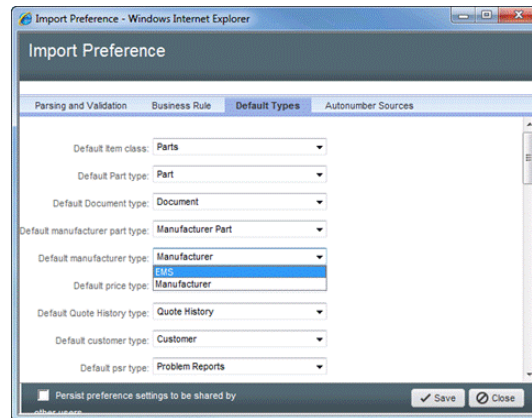 Import Preference - Windows Internet Explorer
Import Preference
Parsing and Validation Business Rule Default Types Autonumber Sources
Default Item class: Parts
Default Part type: Part
Default Document type: Document
Default manufacturer part type: Manufacturer Part
Default manufacturer type: Manufacturer
EMS
Default price type: Manufacturer
Default Quote History type: Quote History
Default customer type: Customer
Default psr type: Problem Reports
Persist preference settings to be shared by
other users
Save Close